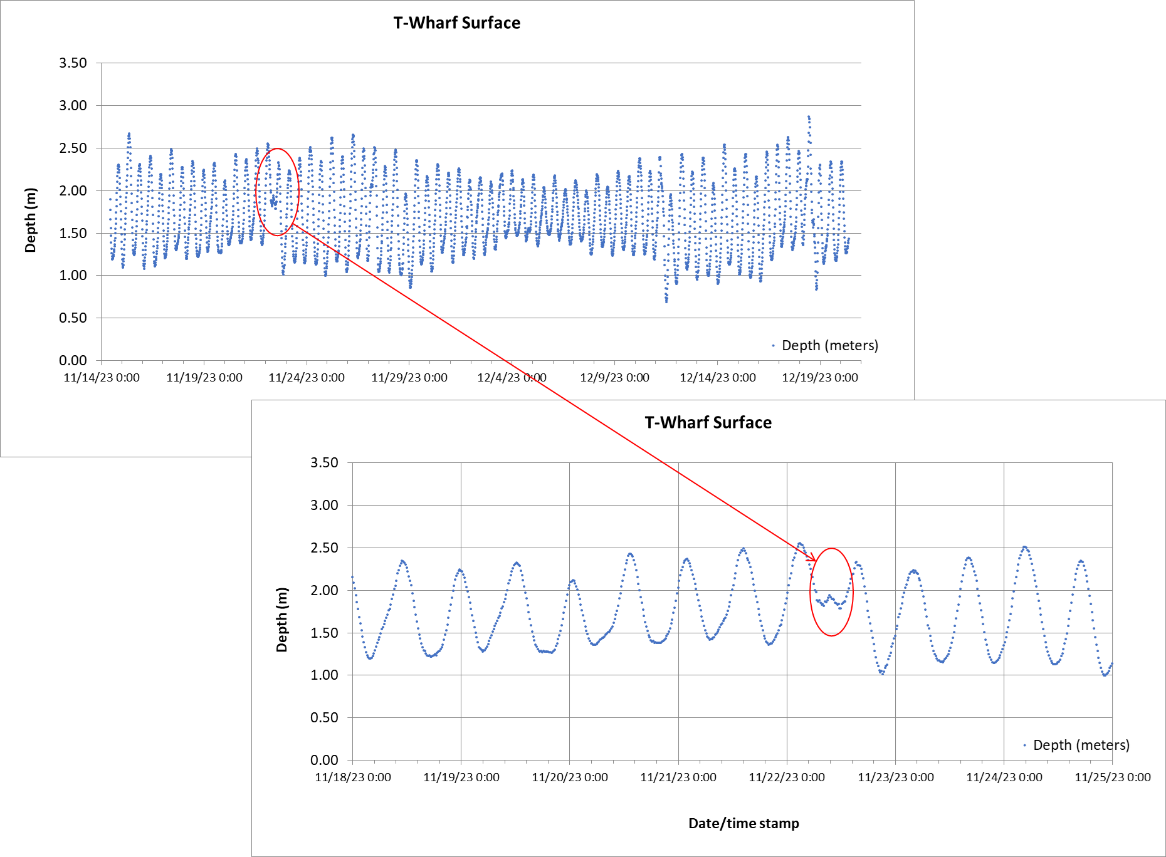 T-Wharf Surface
3.50
3.00
2.50
2.00
1.50
1.00
0.50
0.00
Depth (m)
Depth (meters)
11/14/23 0:00 11/19/23 0:00 11/24/23 0:00 11/29/23 0:00 12/4/23 0:00 12/9/23 0:00 12/14/23 0:00 12/19/23 0:00
T-Wharf Surface
3.50
3.00
2.50
2.00
1.50
1.00
0.50
0.00
Depth (m)
Depth (meters)
11/18/23 0:00 11/19/23 0:00 11/20/23 0:00 11/21/23 0:00 11/22/23 0:00 11/23/23 0:00 11/24/23 0:00 11/25/23 0:00
Date/time stamp